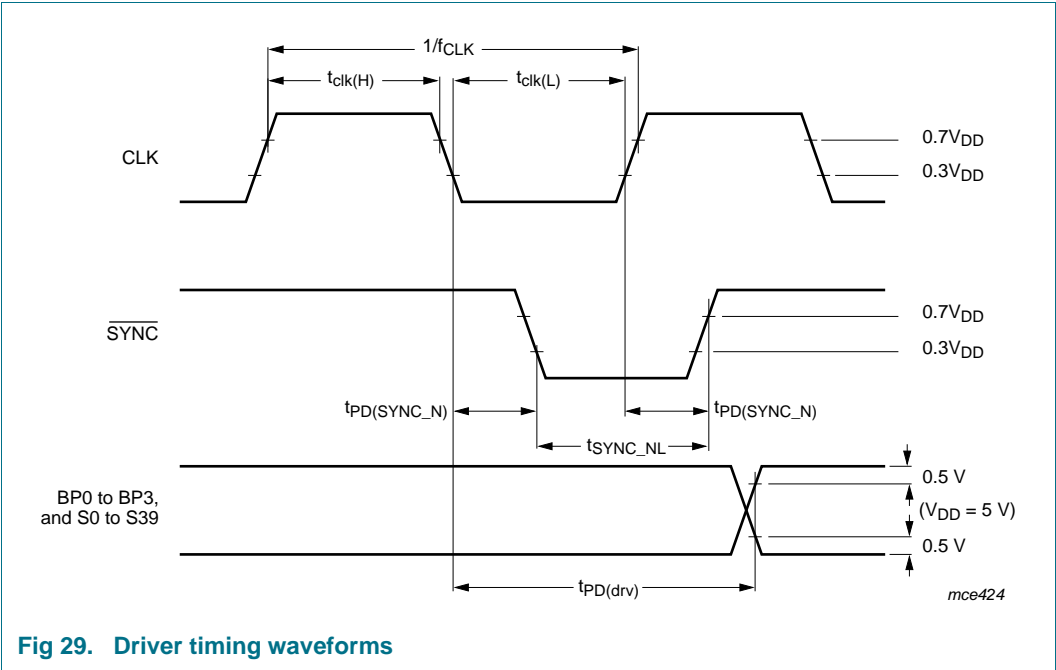 1/fCLK
tclk(H)
tclk(L)
CLK
0.7VDD
0.3VDD
SYNC
0.7VDD
0.3VDD
tPD(SYNC_N)
tPD(SYNC_N)
tSYNC_NL
BP0 to BP3,
and S0 to S39
0.5 V
(VDD = 5 V)
0.5 V
tPD(drv)
mce424
Fig 29. Driver timing waveforms